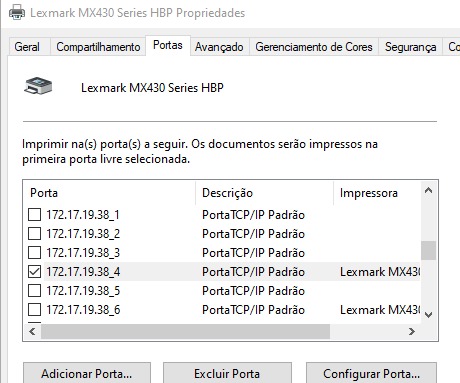 Lexmark MX430 Series HBP Propriedades
Geral Compartilhamento Portas Avançado Gerenciamento de Cores Segurança Co
Lexmark MX430 Series HBP
Imprimir na(s) porta(s) a seguir. Os documentos serão impressos na
primeira porta livre selecionada.
Porta Descrição Impressora
172.17.19.38_1 PortaTCP/IP Padrão
172.17.19.38_2 PortaTCP/IP Padrão
172.17.19.38_3 PortaTCP/IP Padrão
172.17.19.38_4 PortaTCP/IP Padrão Lexmark MX430
172.17.19.38_5 PortaTCP/IP Padrão
172.17.19.38_6 PortaTCP/IP Padrão Lexmark MX430
Adicionar Porta... Excluir Porta Configurar Porta...